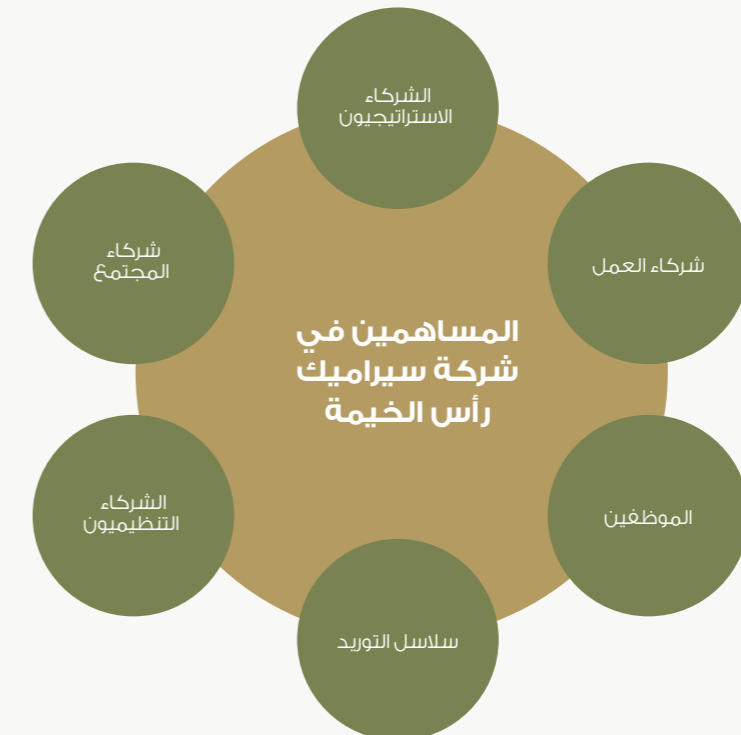 الشركاء
الاستراتيجيون
شركاء العمل
شركاء
المجتمع
المساهمين في
شركة سيراميك
رأس الخيمة
الموظفين
الشركاء
التنظيميون
سلاسل التوريد